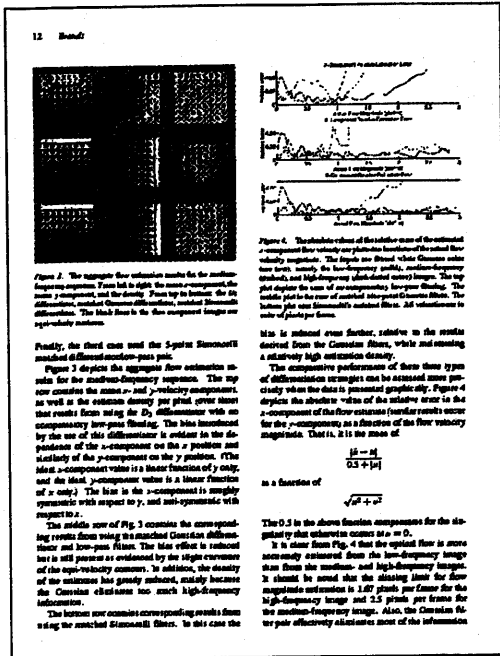 12 Brandt
Figure 3. The aggregate flow estimation results for the medium-
frequency sequence. From left to right: the mean x-component, the
mean y-component, and the density. From top to bottom: the
differentiators, matched Gaussian differentiators, matched Simoncelli
differentiators. The black lines in the flow component images are
equi-velocity contours.
Finally, the third uses the 5-point Simoncelli
matched differentiator/low-pass pair.
Figure 3 depicts the aggregate flow estimation re-
sults for the medium-frequency sequence. The top
row contains the mean x- and y-velocity components,
as well as the estimate density per pixel (over time)
that results from using the D₂ differentiator with no
compensatory low-pass filtering. The bias introduced
by the use of this differentiator is evident in the de-
pendence of the x-component on the x position and
similarly of the y-component on the y position. (The
ideal x-component value is a linear function of y only,
and the ideal y-component value is a linear function
of x only.) The bias in the x-component is roughly
symmetric with respect to y, and anti-symmetric with
respect to x.
The middle row of Fig. 3 contains the correspond-
ing results from using the matched Gaussian differen-
tiator and low-pass filters. The bias effect is reduced
but is still present as evidenced by the slight curvature
of the equi-velocity contours. In addition, the density
of the estimates has greatly reduced, mainly because
the Gaussian eliminates too much high-frequency
information.
The bottom row contains corresponding results from
using the matched Simoncelli filters. In this case the
Figure 4. The absolute values of the relative error of the estimated
x-component flow velocity are plotted as functions of the actual flow
velocity magnitude. The inputs are filtered white Gaussian noise
namely the low-frequency (solid), medium-frequency
(dashed), and high-frequency (dash-dotted) images. The top
plot depicts the case of no compensatory low-pass filtering. The
middle plot is the case of matched Gaussian filters. The
bottom plot uses Simoncelli's matched filters. All velocities are in
units of pixels per frame.
bias is reduced even further, relative to the results
derived from the Gaussian filters, while maintaining
a relatively high estimation density.
The comparative performance of these three types
of differentiation strategies can be assessed more pre-
cisely when the data is presented graphically. Figure 4
depicts the absolute value of the relative error in the
x-component of the flow estimates (similar results occur
for the y-component) as a function of the flow velocity
magnitude. That is, it is the mean of
|û − u|
0.5 + |u|
as a function of
√u² + v²
The 0.5 in the above function compensates for the sin-
gularity that otherwise occurs at u = 0.
It is clear from Fig. 4 that the optical flow is more
accurately estimated from the low-frequency image
than from the medium- and high-frequency images.
It should be noted that the aliasing limit for flow
magnitude estimation is 1.67 pixels per frame for the
high-frequency image and 2.5 pixels per frame for
the medium-frequency image. Also, the Gaussian fil-
ter pair effectively eliminates most of the information